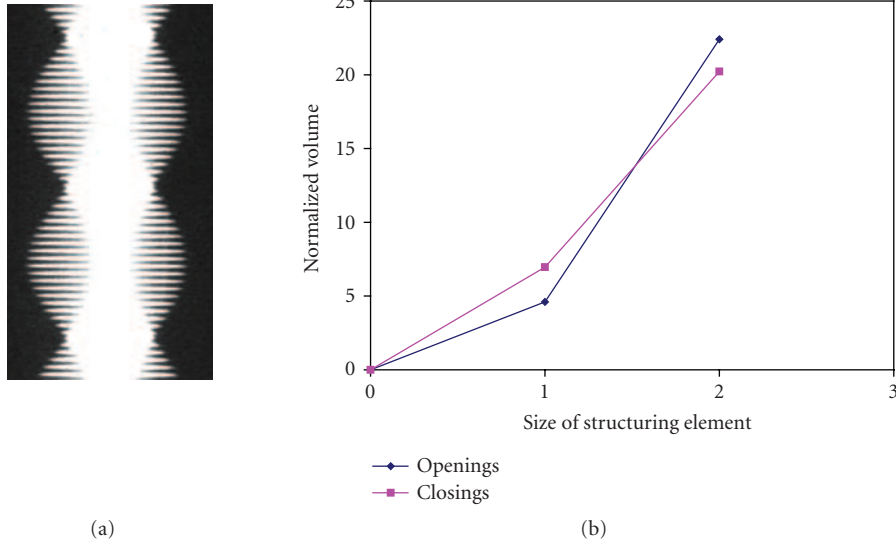 25
20
15
10
5
0
Normalized volume
0 1 2 3
Size of structuring element
Openings
Closings
(a)
(b)